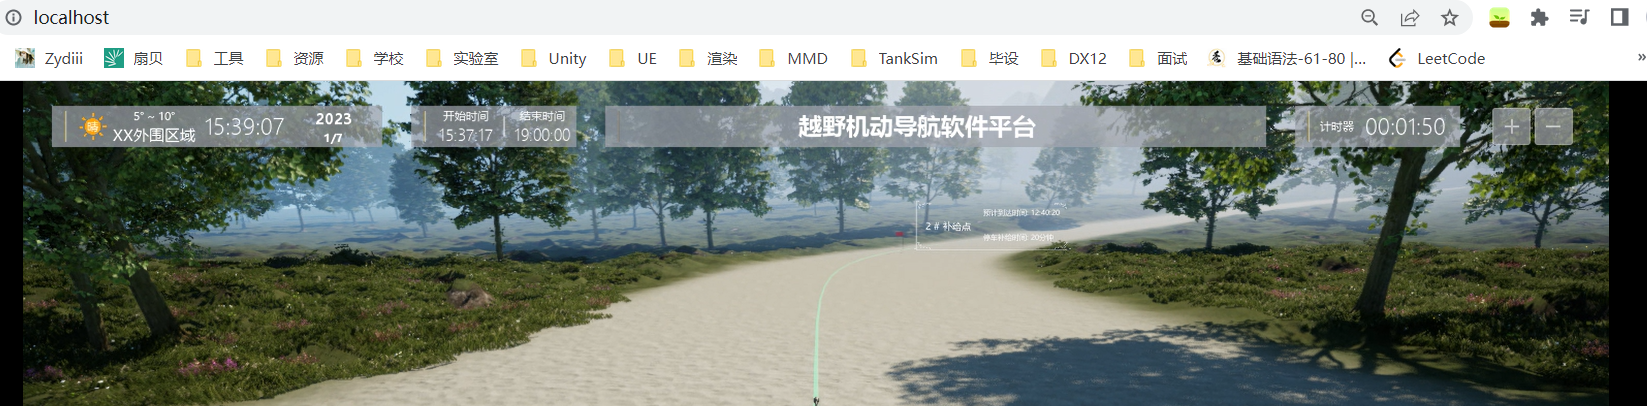 localhost
Zydiii 扇贝 工具 资源 学校 实验室 Unity UE 渲染 MMD TankSim 毕设 DX12 面试 基础语法-61-80 |... LeetCode »
5° ~ 10°
XX外围区域
15:39:07
2023
1/7
开始时间
15:37:17
结束时间
19:00:00
越野机动导航软件平台
计时器 00:01:50
预计到达时间: 12:40:20
2 # 补给点
停车补给时间: 20分钟